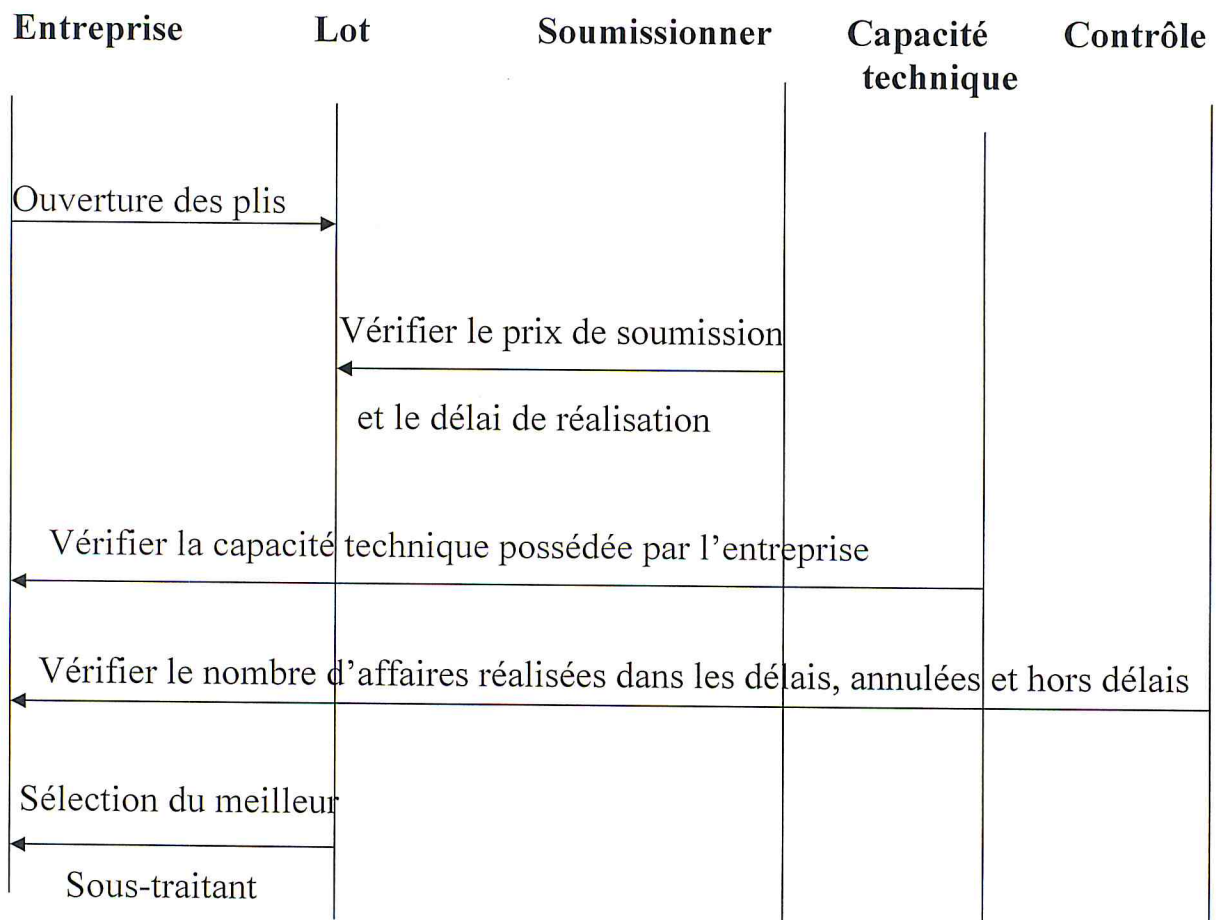 Entreprise Lot Soumissionner Capacité Contrôle
technique
Ouverture des plis
Vérifier le prix de soumission
et le délai de réalisation
Vérifier la capacité technique possédée par l’entreprise
Vérifier le nombre d’affaires réalisées dans les délais, annulées et hors délais
Sélection du meilleur
Sous-traitant